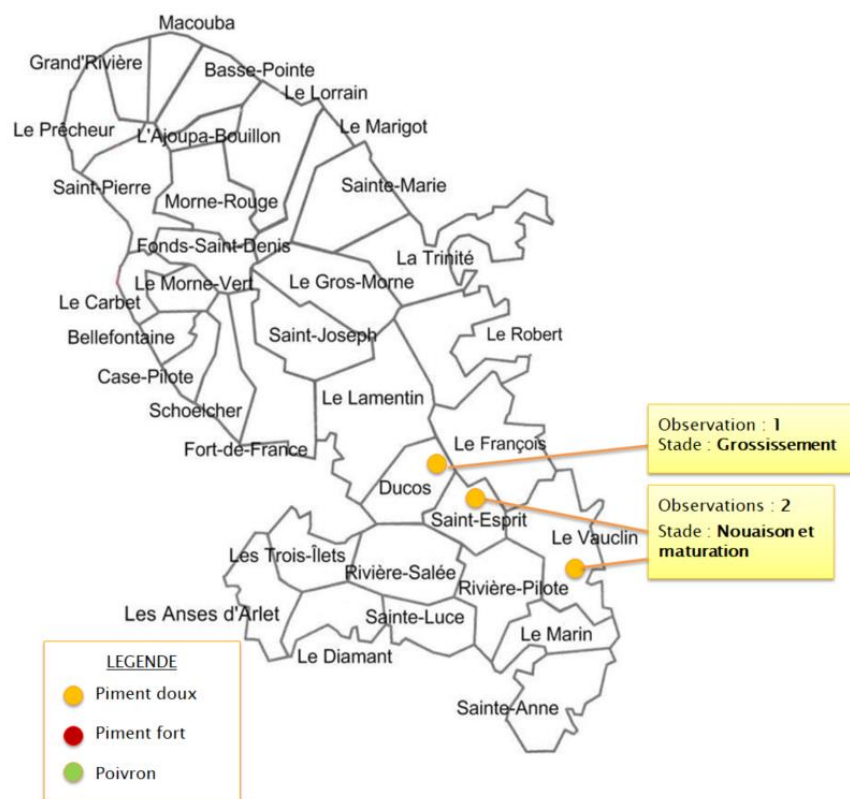 Macouba
Grand'Rivière
Basse-Pointe
Le Lorrain
Le Prêcheur
L'Ajoupa-Bouillon
Le Marigot
Saint-Pierre
Sainte-Marie
Morne-Rouge
Fonds-Saint-Denis
La Trinité
Le Morne-Vert
Le Gros-Morne
Le Carbet
Bellefontaine
Saint-Joseph
Le Robert
Case-Pilote
Schoelcher
Le Lamentin
Fort-de-France
Le François
Observation : 1
Stade : Grossissement
Ducos
Saint-Esprit
Observations : 2
Stade : Nouaison et
maturation
Le Vauclin
Les Trois-Îlets
Rivière-Salée
Rivière-Pilote
Les Anses d'Arlet
Sainte-Luce
Le Marin
Le Diamant
Sainte-Anne
LEGENDE
Piment doux
Piment fort
Poivron